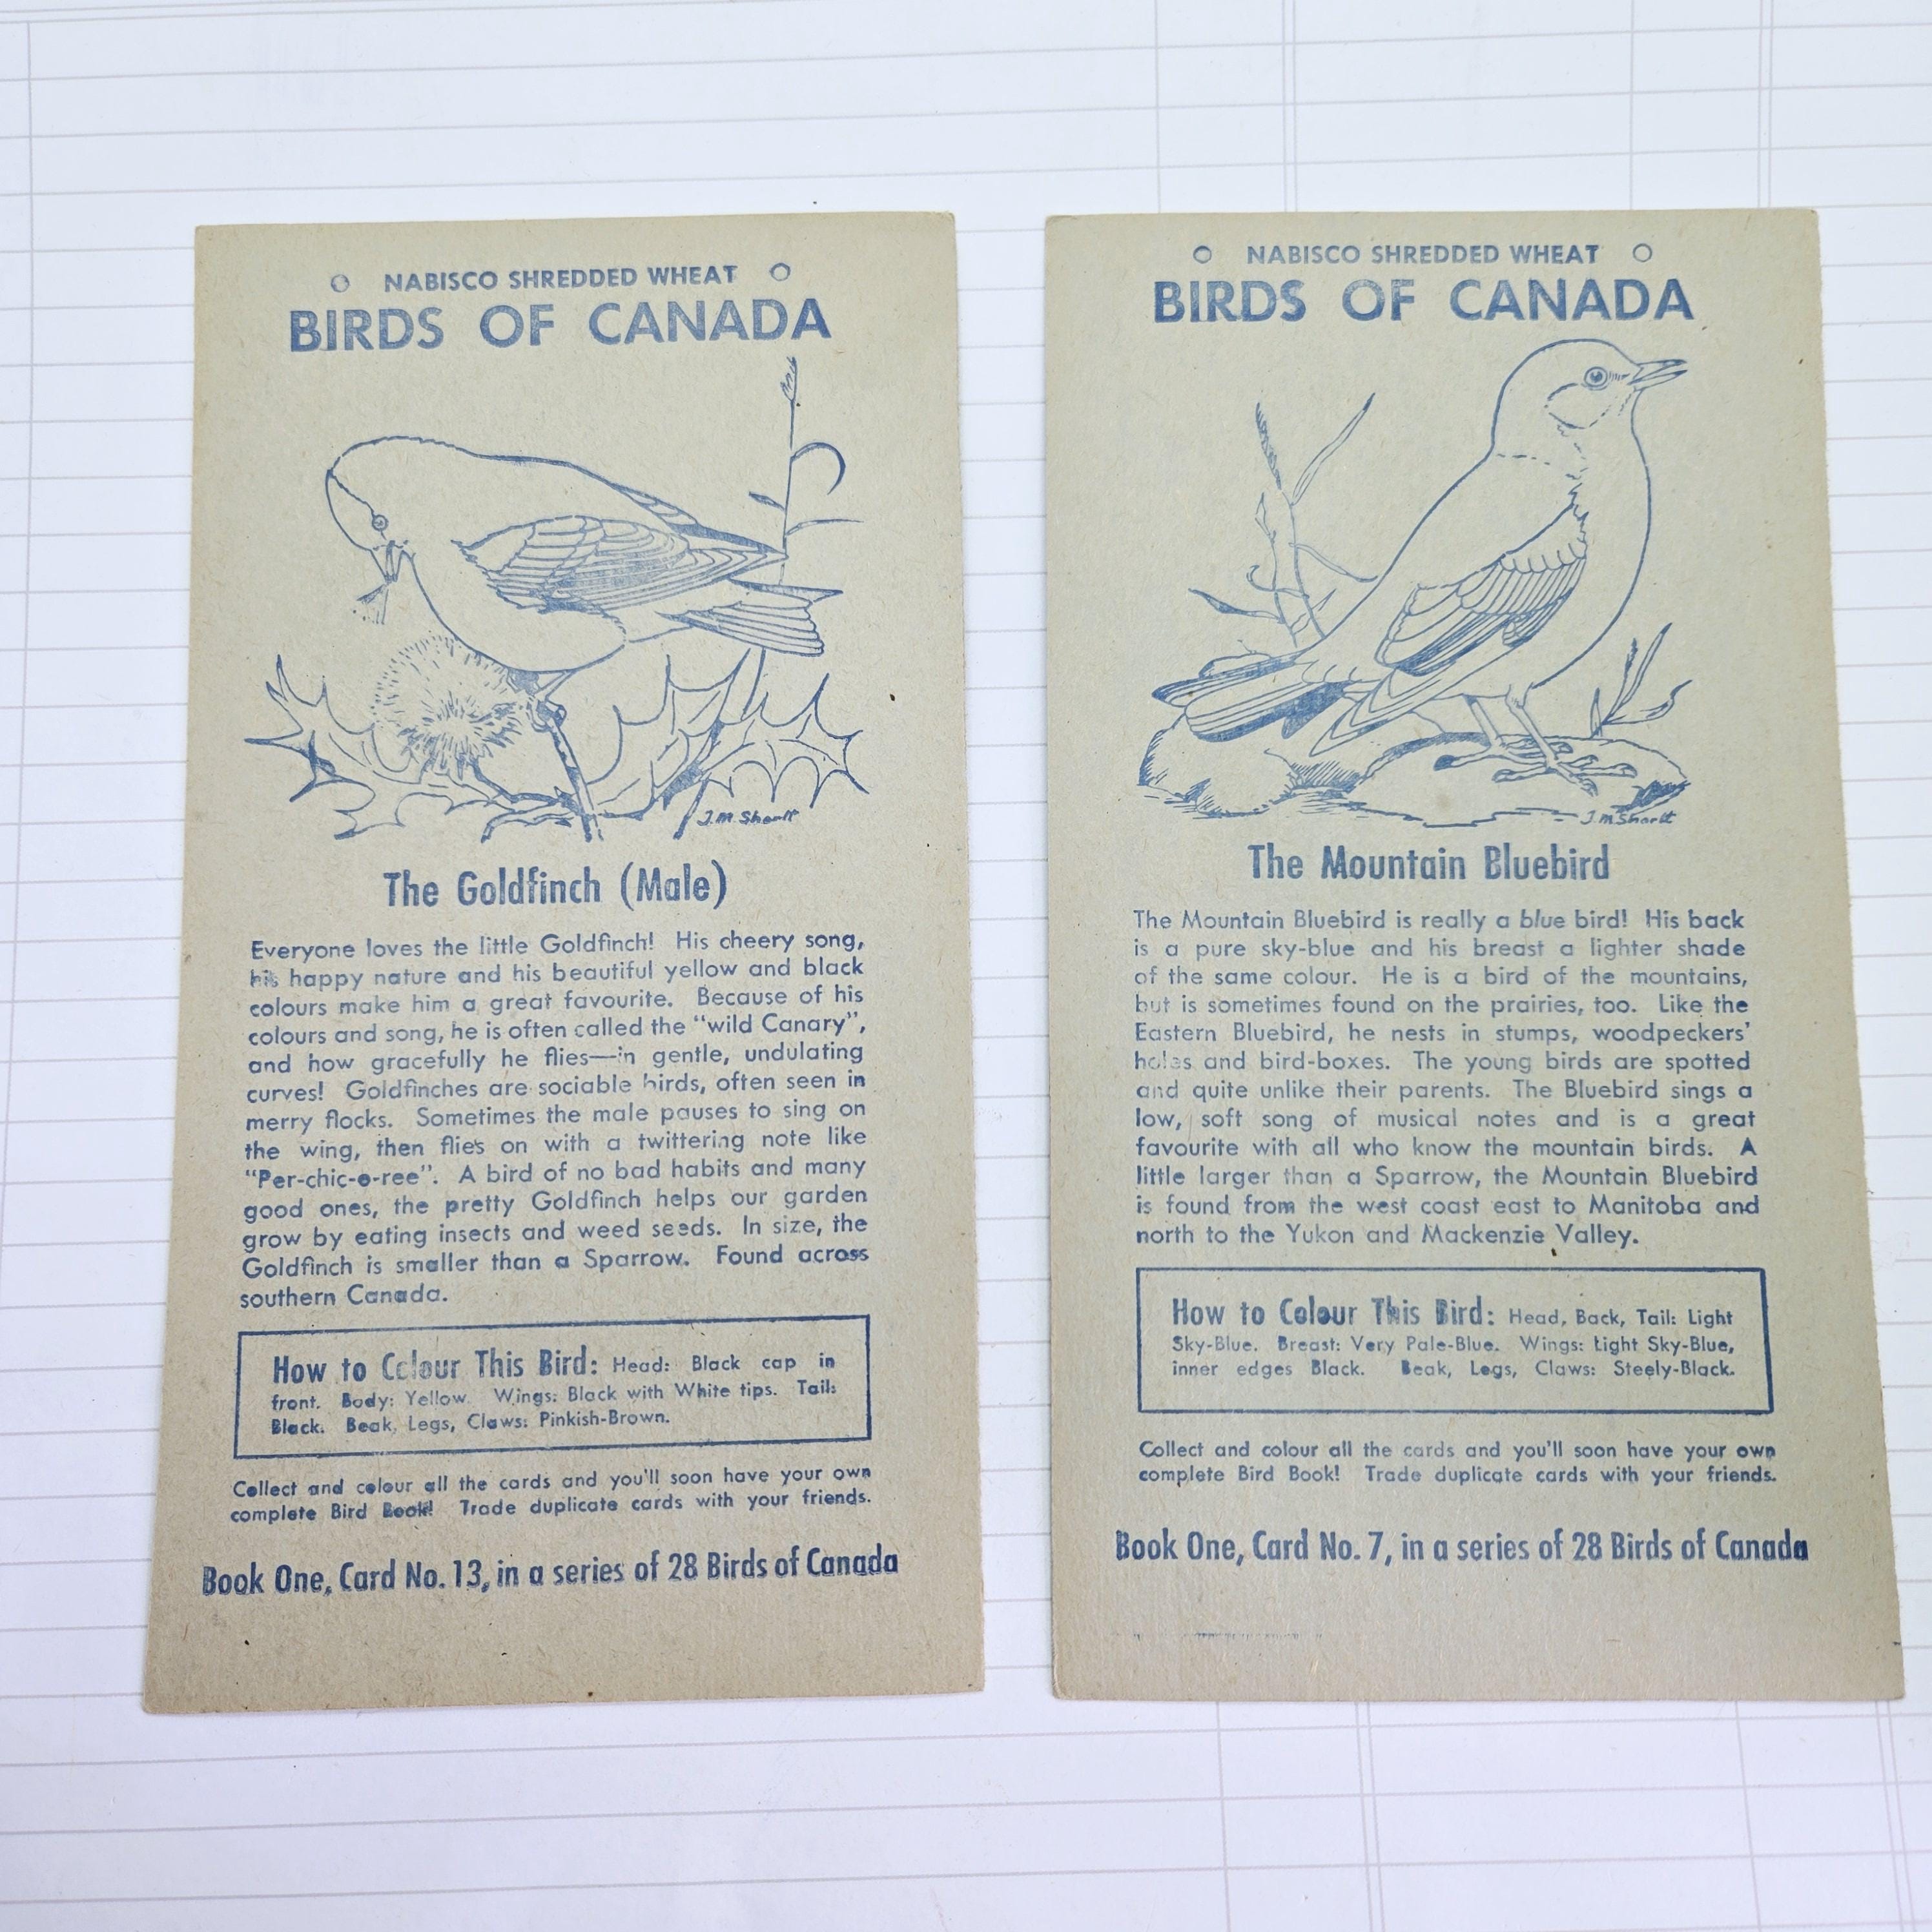 NABISCO SHREDDED WHEAT
BIRDS OF CANADA
J.M. Shortt
The Goldfinch (Male)
Everyone loves the little Goldfinch! His cheery song,
his happy nature and his beautiful yellow and black
colours make him a great favourite. Because of his
colours and song, he is often called the "wild Canary",
and how gracefully he flies—in gentle, undulating
curves! Goldfinches are sociable birds, often seen in
merry flocks. Sometimes the male pauses to sing on
the wing, then flies on with a twittering note like
"Per-chic-o-ree". A bird of no bad habits and many
good ones, the pretty Goldfinch helps our garden
grow by eating insects and weed seeds. In size, the
Goldfinch is smaller than a Sparrow. Found across
southern Canada.
How to Colour This Bird: Head: Black cap in
front. Body: Yellow. Wings: Black with White tips. Tail:
Black. Beak, Legs, Claws: Pinkish-Brown.
Collect and colour all the cards and you'll soon have your own
complete Bird Book! Trade duplicate cards with your friends.
Book One, Card No. 13, in a series of 28 Birds of Canada
NABISCO SHREDDED WHEAT
BIRDS OF CANADA
J.M. Shortt
The Mountain Bluebird
The Mountain Bluebird is really a blue bird! His back
is a pure sky-blue and his breast a lighter shade
of the same colour. He is a bird of the mountains,
but is sometimes found on the prairies, too. Like the
Eastern Bluebird, he nests in stumps, woodpeckers'
holes and bird-boxes. The young birds are spotted
and quite unlike their parents. The Bluebird sings a
low, soft song of musical notes and is a great
favourite with all who know the mountain birds. A
little larger than a Sparrow, the Mountain Bluebird
is found from the west coast east to Manitoba and
north to the Yukon and Mackenzie Valley.
How to Colour This Bird: Head, Back, Tail: Light
Sky-Blue. Breast: Very Pale-Blue. Wings: Light Sky-Blue,
inner edges Black. Beak, Legs, Claws: Steely-Black.
Collect and colour all the cards and you'll soon have your own
complete Bird Book! Trade duplicate cards with your friends.
Book One, Card No. 7, in a series of 28 Birds of Canada